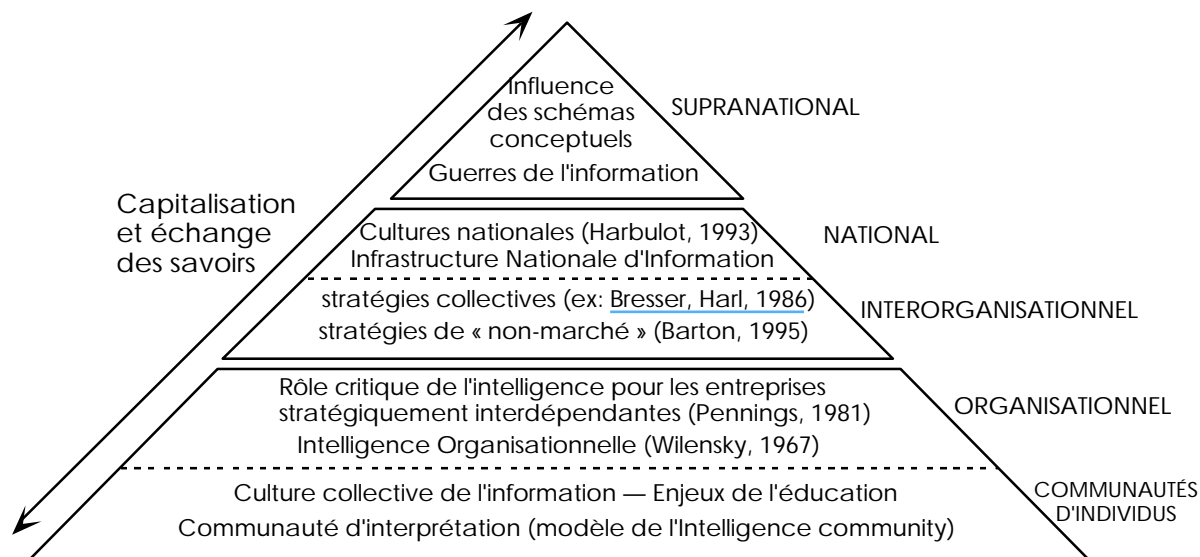 Influence
des schémas
conceptuels
SUPRANATIONAL
Guerres de l'information
Capitalisation
et échange
des savoirs
Cultures nationales (Harbulot, 1993)
NATIONAL
Infrastructure Nationale d'Information
stratégies collectives (ex: Bresser, Harl, 1986)
INTERORGANISATIONNEL
stratégies de « non-marché » (Barton, 1995)
Rôle critique de l'intelligence pour les entreprises
stratégiquement interdépendantes (Pennings, 1981)
ORGANISATIONNEL
Intelligence Organisationnelle (Wilensky, 1967)
Culture collective de l'information — Enjeux de l'éducation
COMMUNAUTÉS
D'INDIVIDUS
Communauté d'interprétation (modèle de l'Intelligence community)